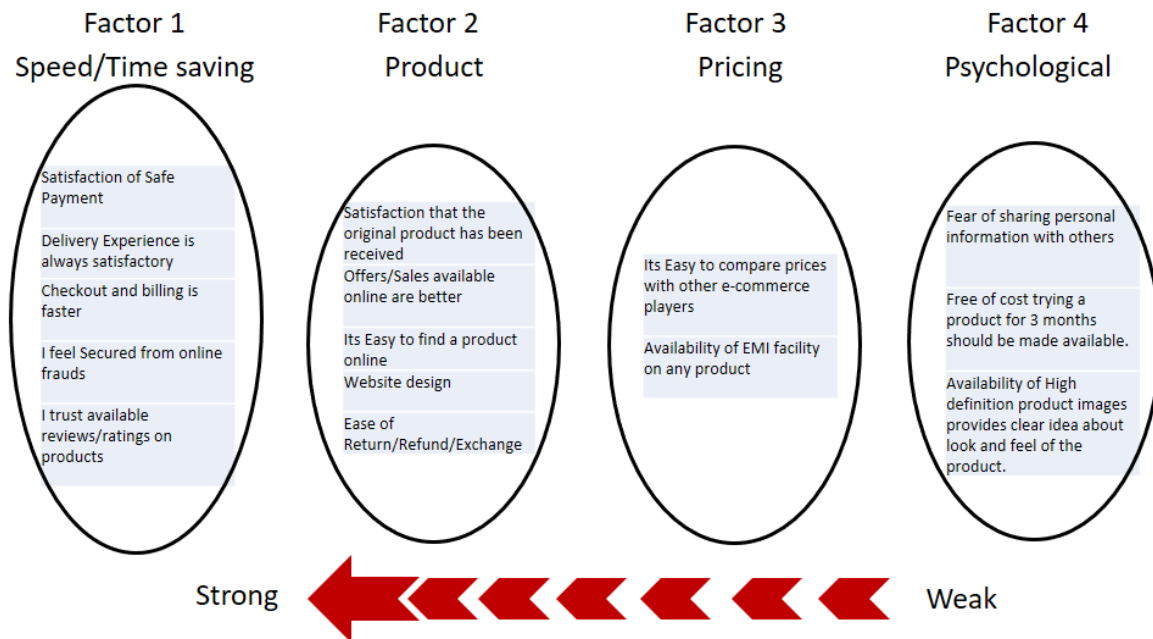 Factor 1
Speed/Time saving
Satisfaction of Safe
Payment
Delivery Experience is
always satisfactory
Checkout and billing is
faster
I feel Secured from online
frauds
I trust available
reviews/ratings on
products
Factor 2
Product
Satisfaction that the
original product has been
received
Offers/Sales available
online are better
Its Easy to find a product
online
Website design
Ease of
Return/Refund/Exchange
Factor 3
Pricing
Its Easy to compare prices
with other e-commerce
players
Availability of EMI facility
on any product
Factor 4
Psychological
Fear of sharing personal
information with others
Free of cost trying a
product for 3 months
should be made available.
Availability of High
definition product images
provides clear idea about
look and feel of the
product.
Strong
Weak